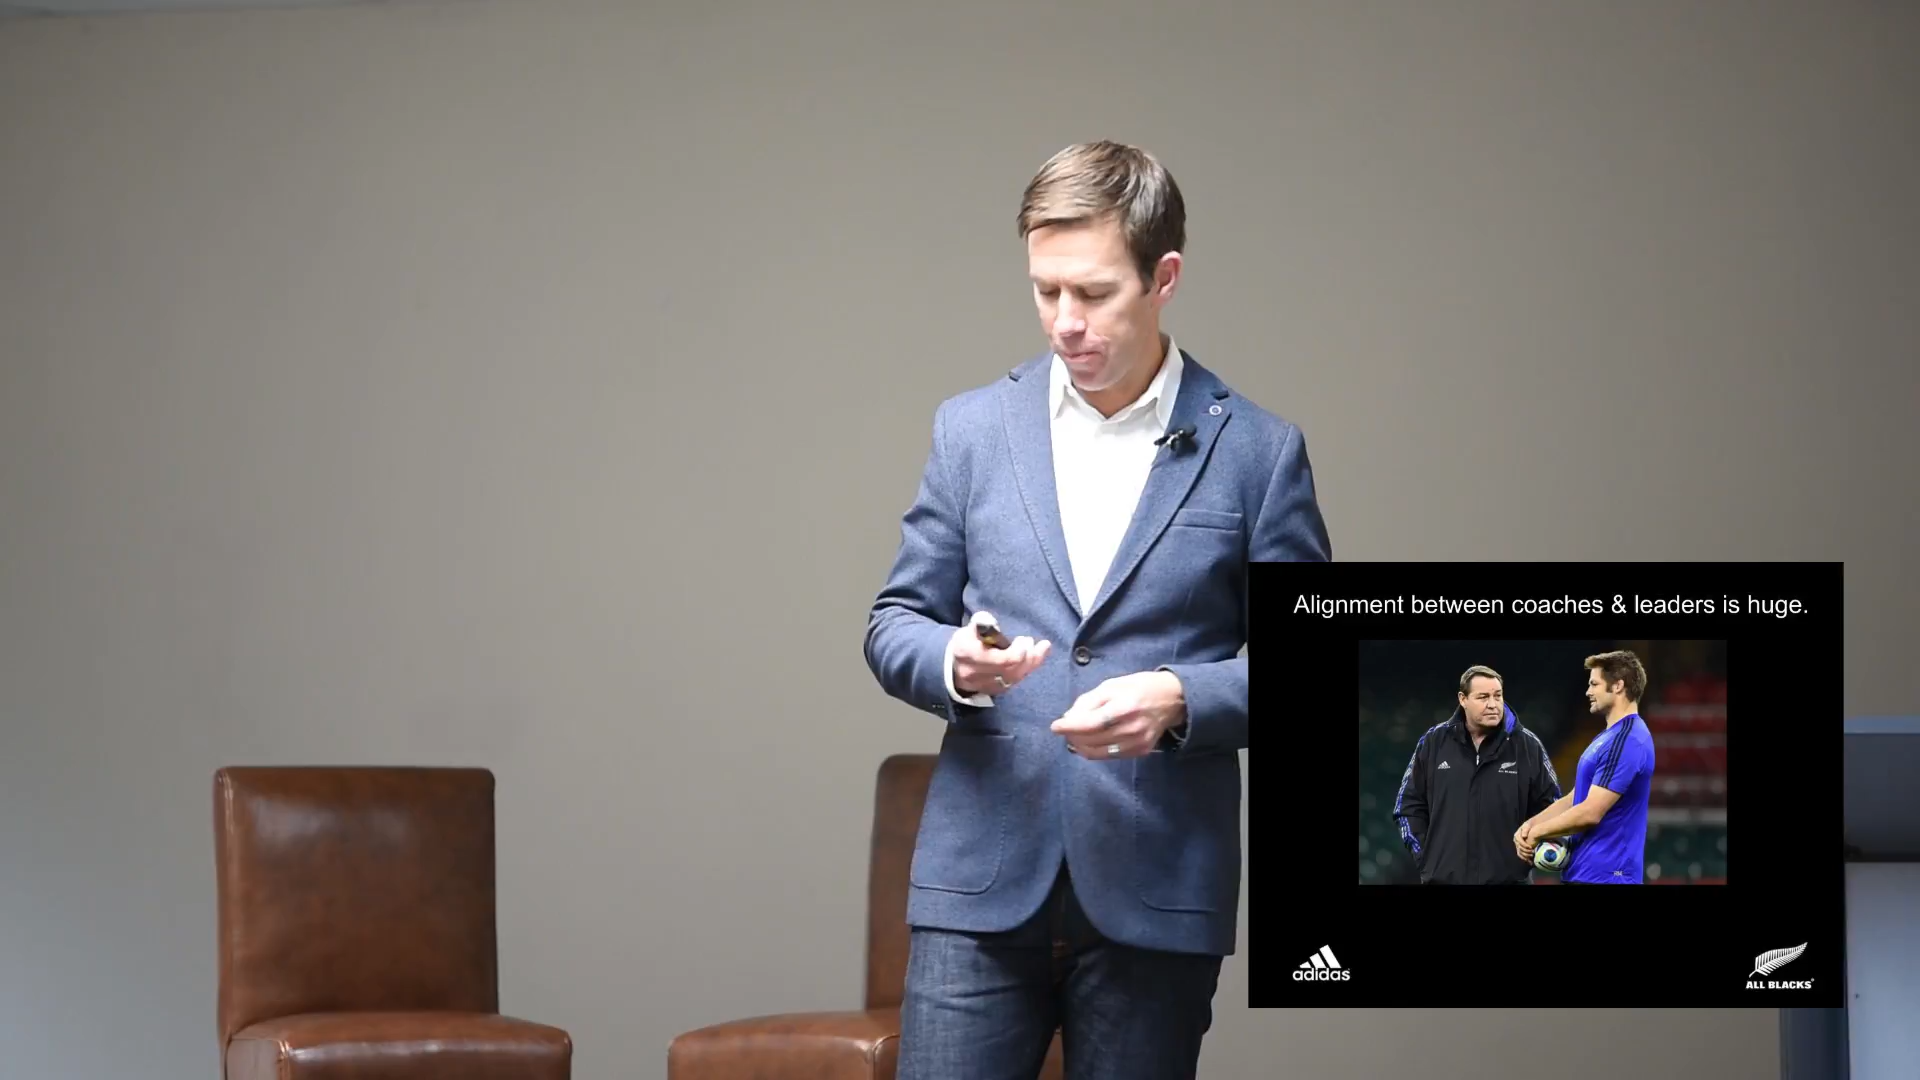 Alignment between coaches & leaders is huge.
adidas
ALL BLACKS